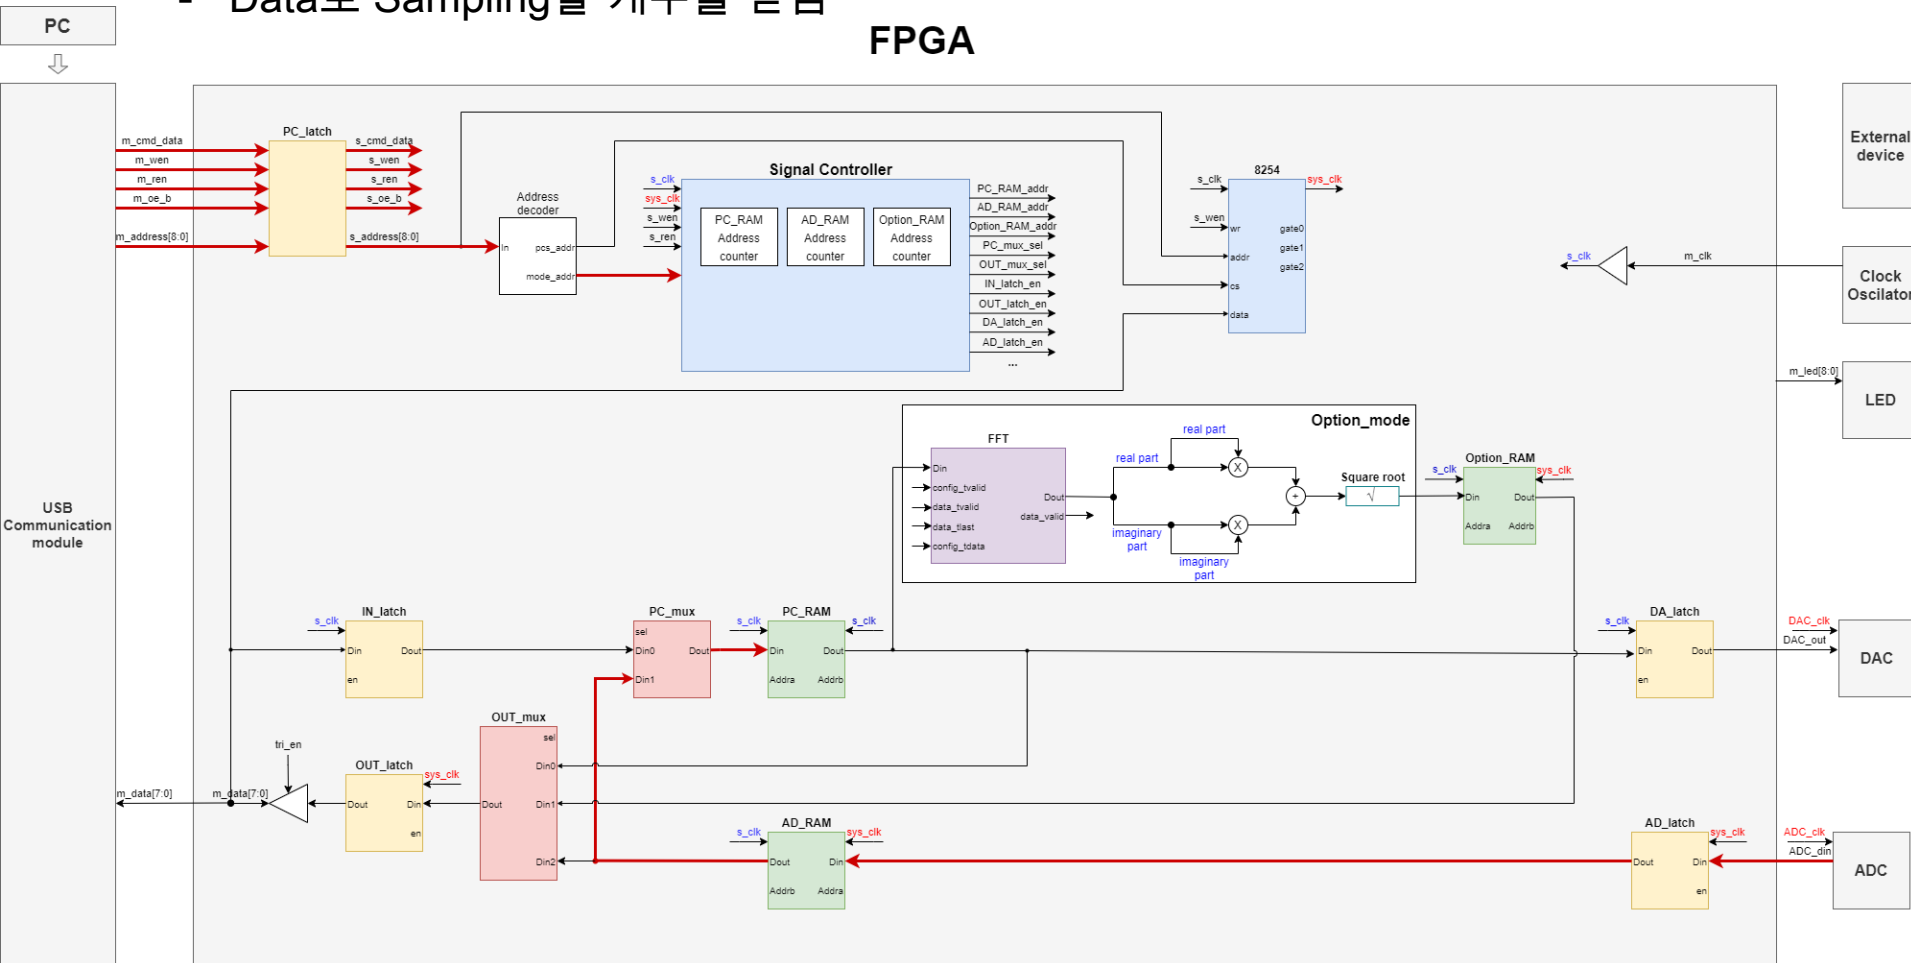 - Data로 Sampling할 개수를 받음
PC
FPGA
USB
Communication
module
m_cmd_data
m_wen
m_ren
m_oe_b
m_address[8:0]
PC_latch
s_cmd_data
s_wen
s_ren
s_oe_b
s_address[8:0]
Address
decoder
In
pcs_addr
mode_addr
Signal Controller
s_clk
sys_clk
s_wen
s_ren
PC_RAM
Address
counter
AD_RAM
Address
counter
Option_RAM
Address
counter
PC_RAM_addr
AD_RAM_addr
Option_RAM_addr
PC_mux_sel
OUT_mux_sel
IN_latch_en
OUT_latch_en
DA_latch_en
AD_latch_en
...
8254
s_clk
sys_clk
s_wen
wr
gate0
gate1
addr
gate2
cs
data
External
device
s_clk
m_clk
Clock
Oscilator
m_led[8:0]
LED
Option_mode
FFT
Din
config_tvalid
data_tvalid
data_tlast
config_tdata
Dout
data_valid
real part
real part
imaginary
part
imaginary
part
X
X
+
Square root
√
Option_RAM
s_clk
sys_clk
Din
Dout
Addra
Addrb
IN_latch
s_clk
Din
Dout
en
PC_mux
sel
Din0
Dout
Din1
PC_RAM
s_clk
s_clk
Din
Dout
Addra
Addrb
DA_latch
s_clk
Din
Dout
en
DAC_clk
DAC_out
DAC
OUT_mux
sel
Din0
Dout
Din1
Din2
tri_en
OUT_latch
sys_clk
Dout
Din
en
m_data[7:0]
m_data[7:0]
AD_RAM
s_clk
sys_clk
Dout
Din
Addrb
Addra
AD_latch
sys_clk
Dout
Din
en
ADC_clk
ADC_din
ADC